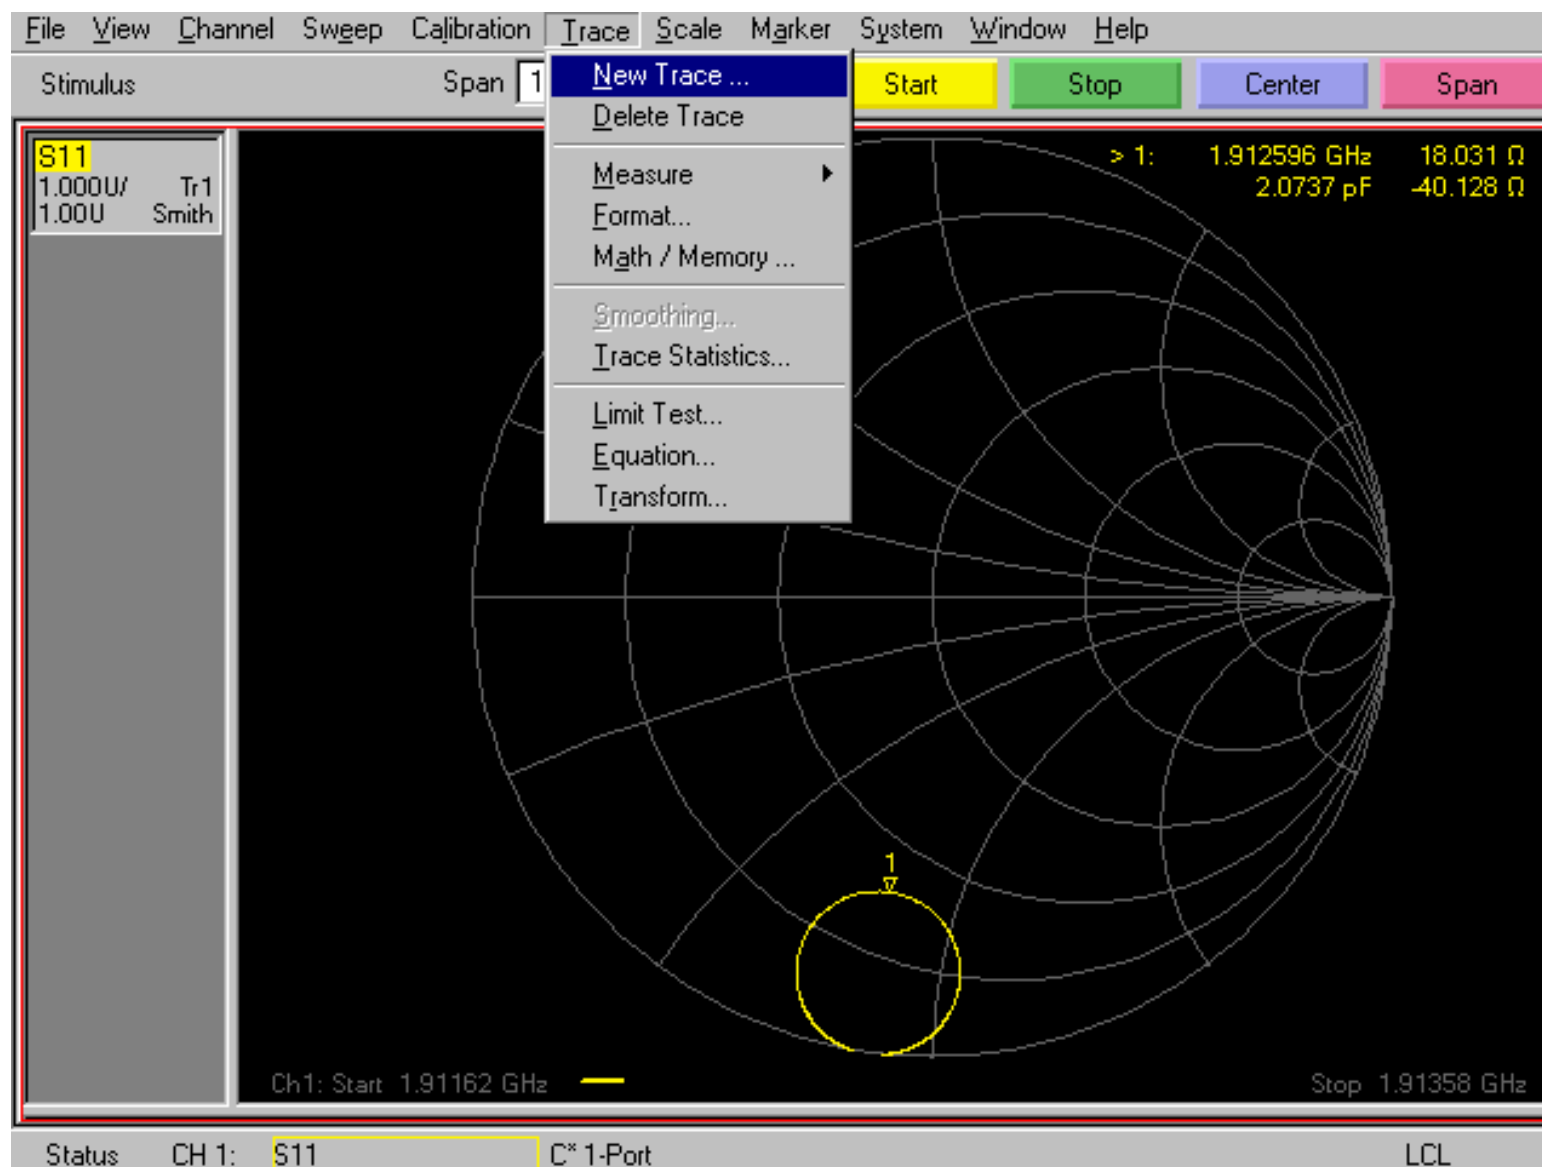 File View Channel Sweep Calibration Trace Scale Marker System Window Help
Stimulus Span 1 Start Stop Center Span
New Trace ...
Delete Trace
Measure
Format...
Math / Memory ...
Smoothing...
Trace Statistics...
Limit Test...
Equation...
Transform...
S11
1.000U/ Tr1
1.00U Smith
> 1: 1.912596 GHz 18.031 Ω
2.0737 pF -40.128 Ω
1
Ch1: Start 1.91162 GHz Stop 1.91358 GHz
Status CH 1: S11 C* 1-Port LCL